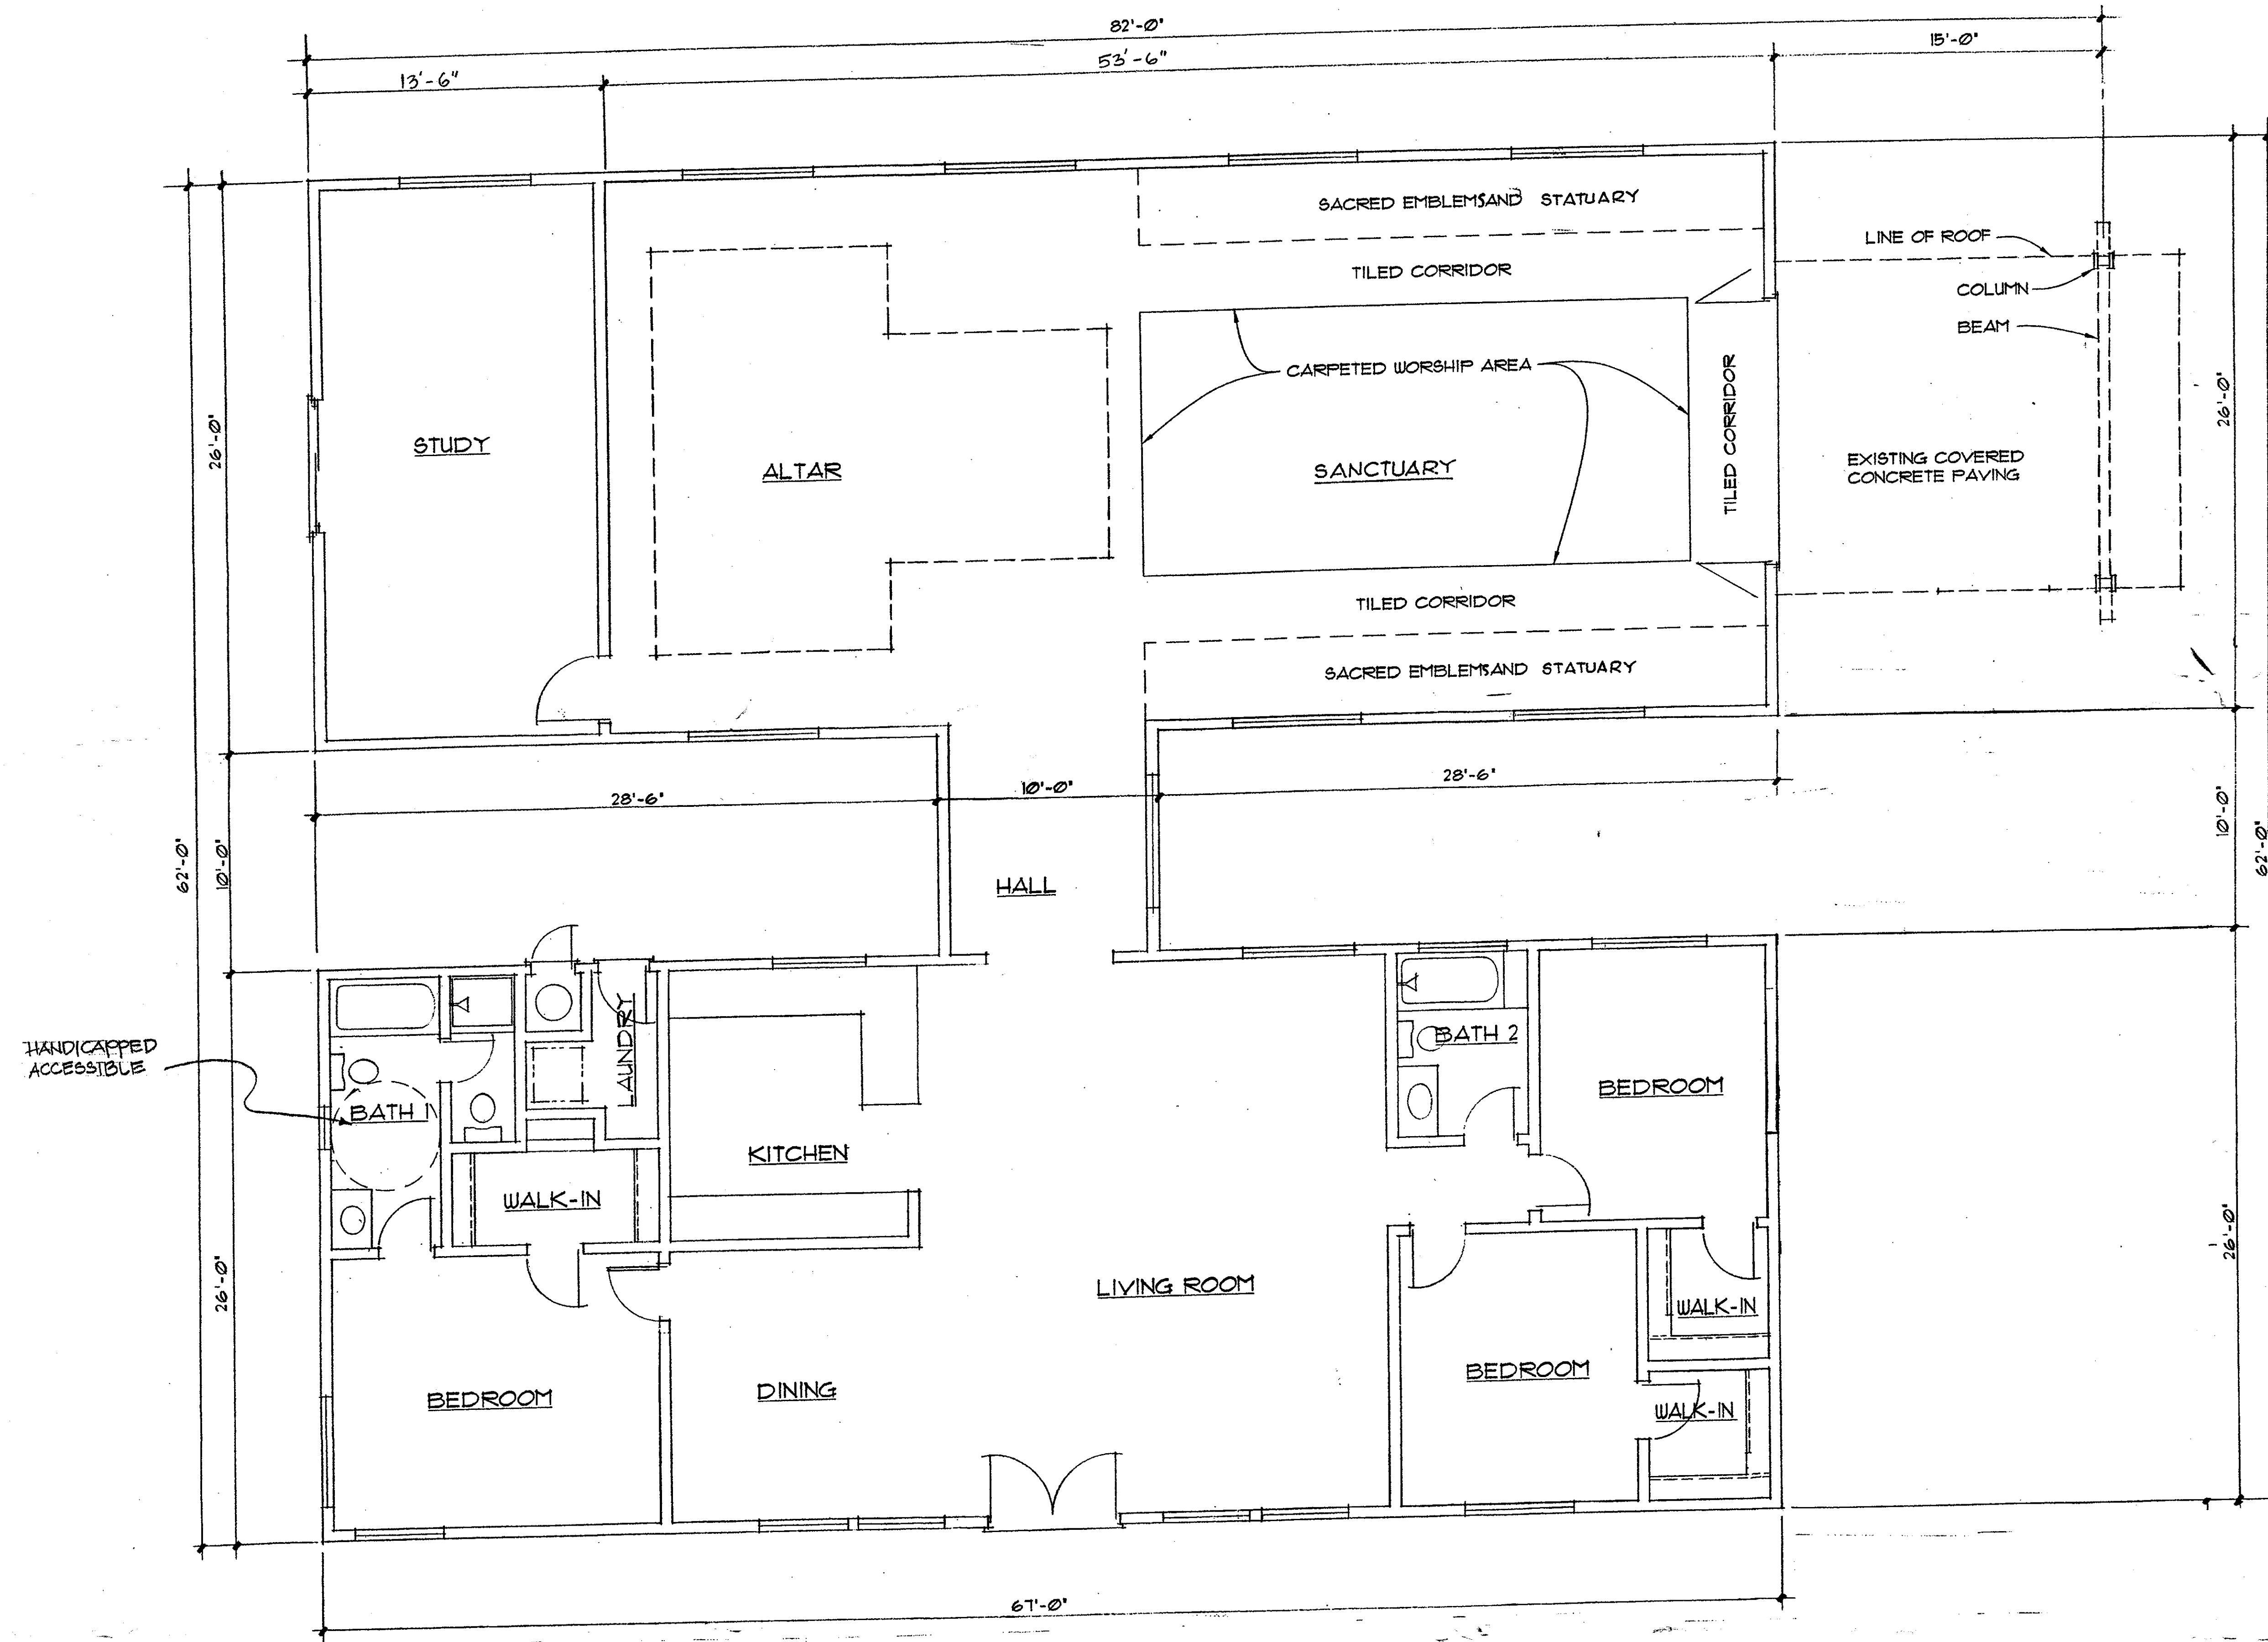 82'-0"
53'-6"
15'-0"
13'-6"
SACRED EMBLEMSAND STATUARY
LINE OF ROOF
TILED CORRIDOR
COLUMN
BEAM
CARPETED WORSHIP AREA
TILED CORRIDOR
26'-0"
26'-0"
STUDY
ALTAR
SANCTUARY
EXISTING COVERED
CONCRETE PAVING
TILED CORRIDOR
SACRED EMBLEMSAND STATUARY
28'-6"
10'-0"
28'-6"
62'-0"
10'-0"
10'-0"
62'-0"
HALL
HANDICAPPED
ACCESSIBLE
LAUNDRY
BATH 2
BATH 1
BEDROOM
KITCHEN
WALK-IN
26'-0"
26'-0"
LIVING ROOM
WALK-IN
BEDROOM
DINING
BEDROOM
WALK-IN
67'-0"